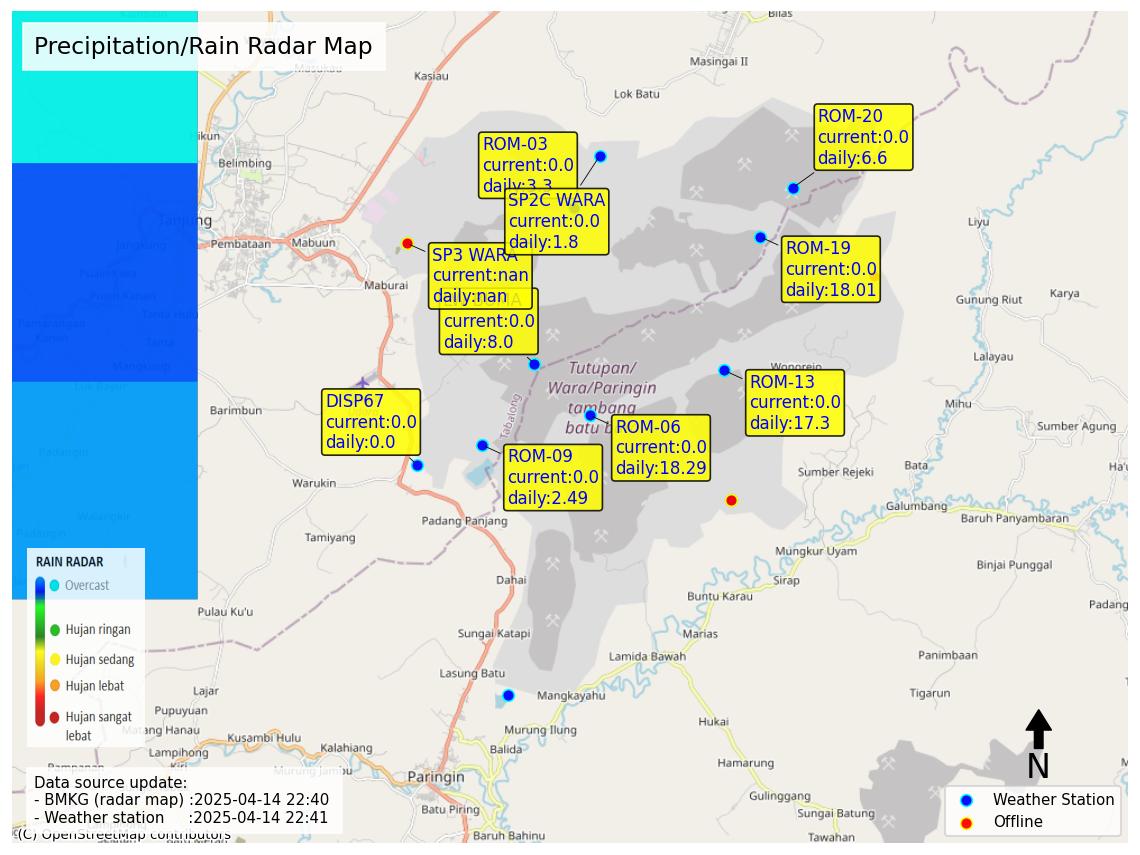 Precipitation/Rain Radar Map
Bilas
Masingai II
Kasiau
Lok Batu
Hikun
Belimbing
Tanjung
Pembataan
Mabuun
Maburai
ROM-03
current:0.0
daily:3.3
SP2C WARA
current:0.0
daily:1.8
SP3 WARA
current:nan
daily:nan
current:0.0
daily:8.0
ROM-20
current:0.0
daily:6.6
ROM-19
current:0.0
daily:18.01
ROM-13
current:0.0
daily:17.3
ROM-06
current:0.0
daily:18.29
ROM-09
current:0.0
daily:2.49
DISP67
current:0.0
daily:0.0
Tutupan/
Wara/Paringin
tambang
batu b
Tabalong
Wonorejo
Liyu
Gunung Riut
Karya
Lalayau
Mihu
Sumber Agung
Bata
Sumber Rejeki
Galumbang
Baruh Panyambaran
Mungkur Uyam
Binjai Punggal
Sirap
Buntu Karau
Padang
Marias
Lamida Bawah
Panimbaan
Tigarun
Barimbun
Warukin
Padang Panjang
Tamiyang
Dahai
Pulau Ku'u
Sungai Katapi
Lasung Batu
Mangkayahu
Lajar
Pupuyuan
Matang Hanau
Lampihong
Kusambi Hulu
Kalahiang
Murung Jambu
Murung Ilung
Balida
Paringin
Batu Piring
Baruh Bahinu
Hukai
Hamarung
Gulinggang
Sungai Batung
Tawahan
RAIN RADAR
Overcast
Hujan ringan
Hujan sedang
Hujan lebat
Hujan sangat
lebat
Data source update:
- BMKG (radar map) :2025-04-14 22:40
- Weather station :2025-04-14 22:41
(C) OpenStreetMap contributors
N
Weather Station
Offline